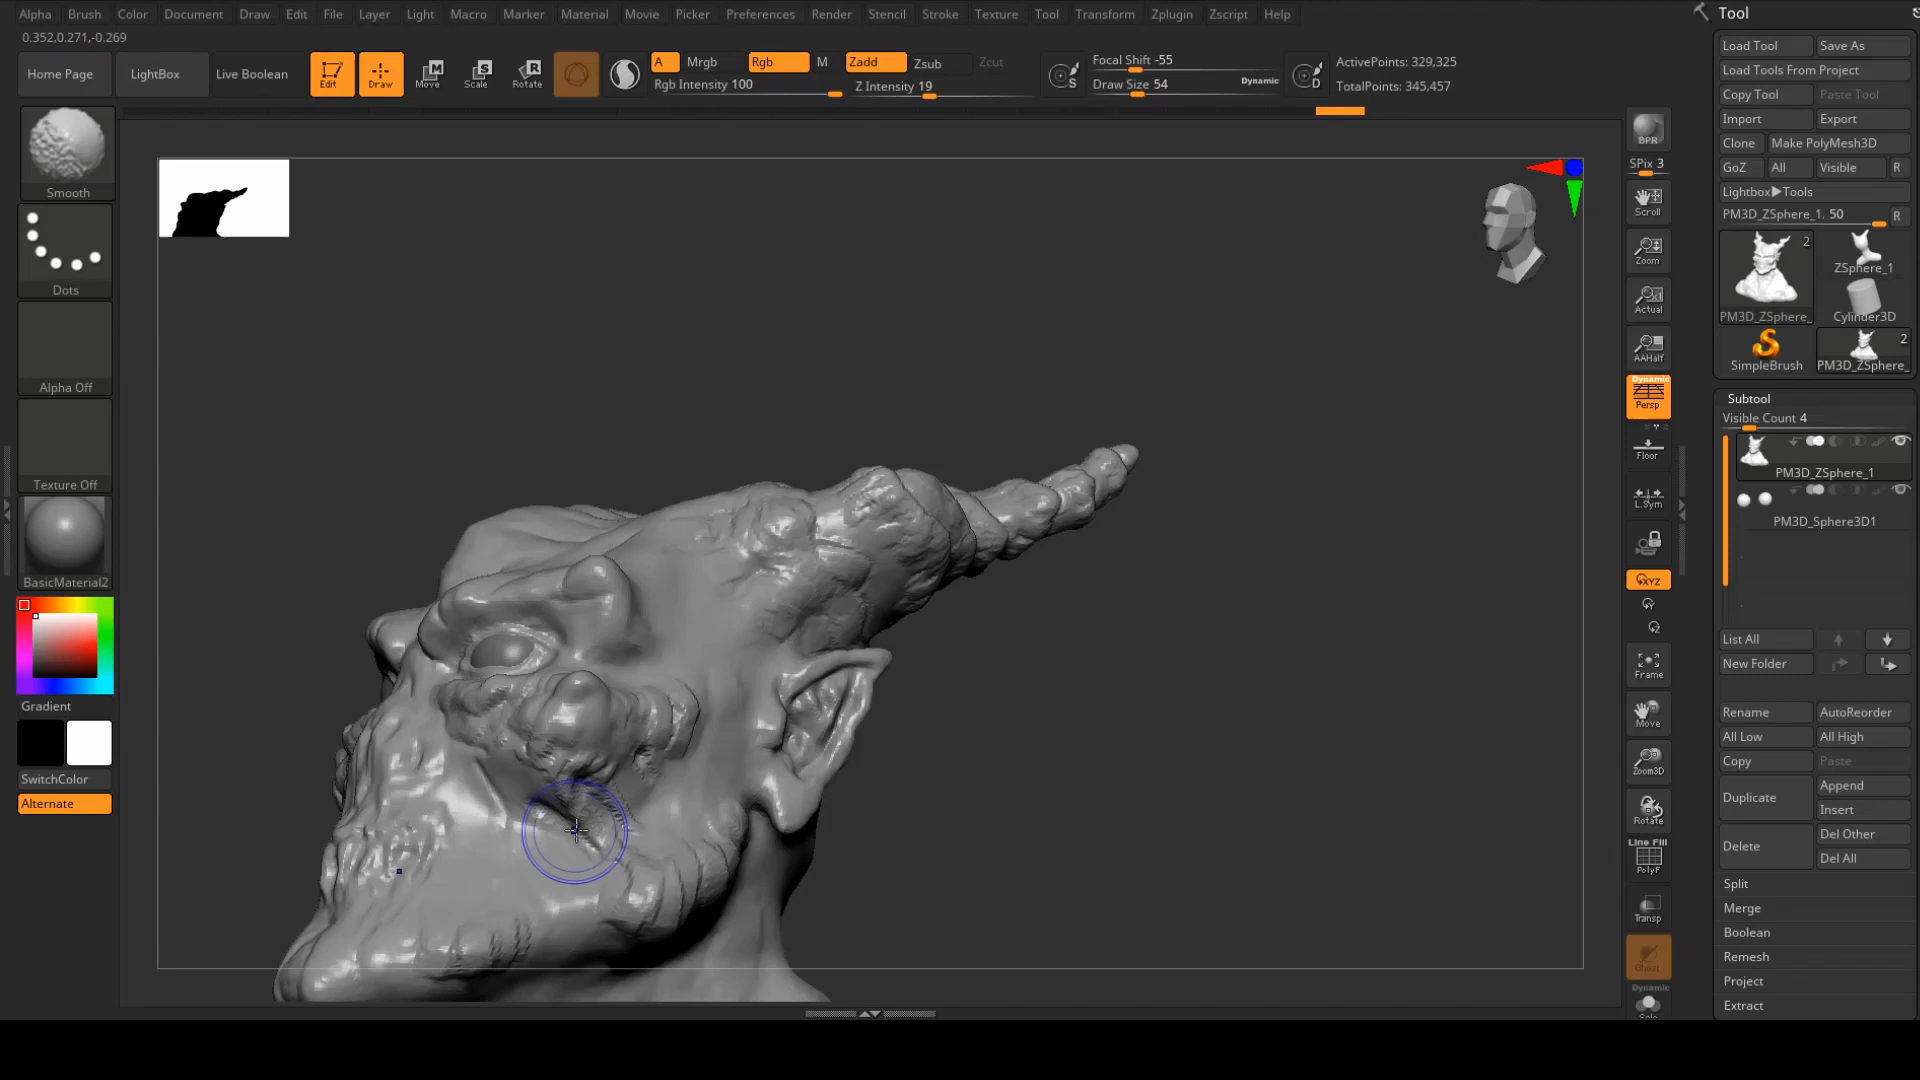 Alpha Brush Color Document Draw Edit File Layer Light Macro Marker Material Movie Picker Preferences Render Stencil Stroke Texture Tool Transform Zplugin Zscript Help
0.352,0.271,-0.269
Home Page
LightBox
Live Boolean
Edit
Draw
Move
Scale
Rotate
A
Mrgb
Rgb
M
Rgb Intensity 100
Zadd
Zsub
Zcut
Z Intensity 19
S
Focal Shift -55
Draw Size 54
Dynamic
D
ActivePoints: 329,325
TotalPoints: 345,457
Smooth
Dots
Alpha Off
Texture Off
BasicMaterial2
Gradient
SwitchColor
Alternate
BPR
SPix 3
Scroll
Zoom
Actual
AAHalf
Dynamic
Persp
Floor
L.Sym
XYZ
Y
Z
Frame
Move
Zoom3D
Rotate
Line Fill
PolyF
Transp
Ghost
Dynamic
Solo
Tool
Load Tool
Save As
Load Tools From Project
Copy Tool
Paste Tool
Import
Export
Clone
Make PolyMesh3D
GoZ
All
Visible
R
Lightbox▶Tools
PM3D_ZSphere_1. 50
R
2
PM3D_ZSphere_
ZSphere_1
Cylinder3D
SimpleBrush
2
PM3D_ZSphere_
Subtool
Visible Count 4
PM3D_ZSphere_1
PM3D_Sphere3D1
List All
New Folder
Rename
AutoReorder
All Low
All High
Copy
Paste
Duplicate
Append
Insert
Delete
Del Other
Del All
Split
Merge
Boolean
Remesh
Project
Extract